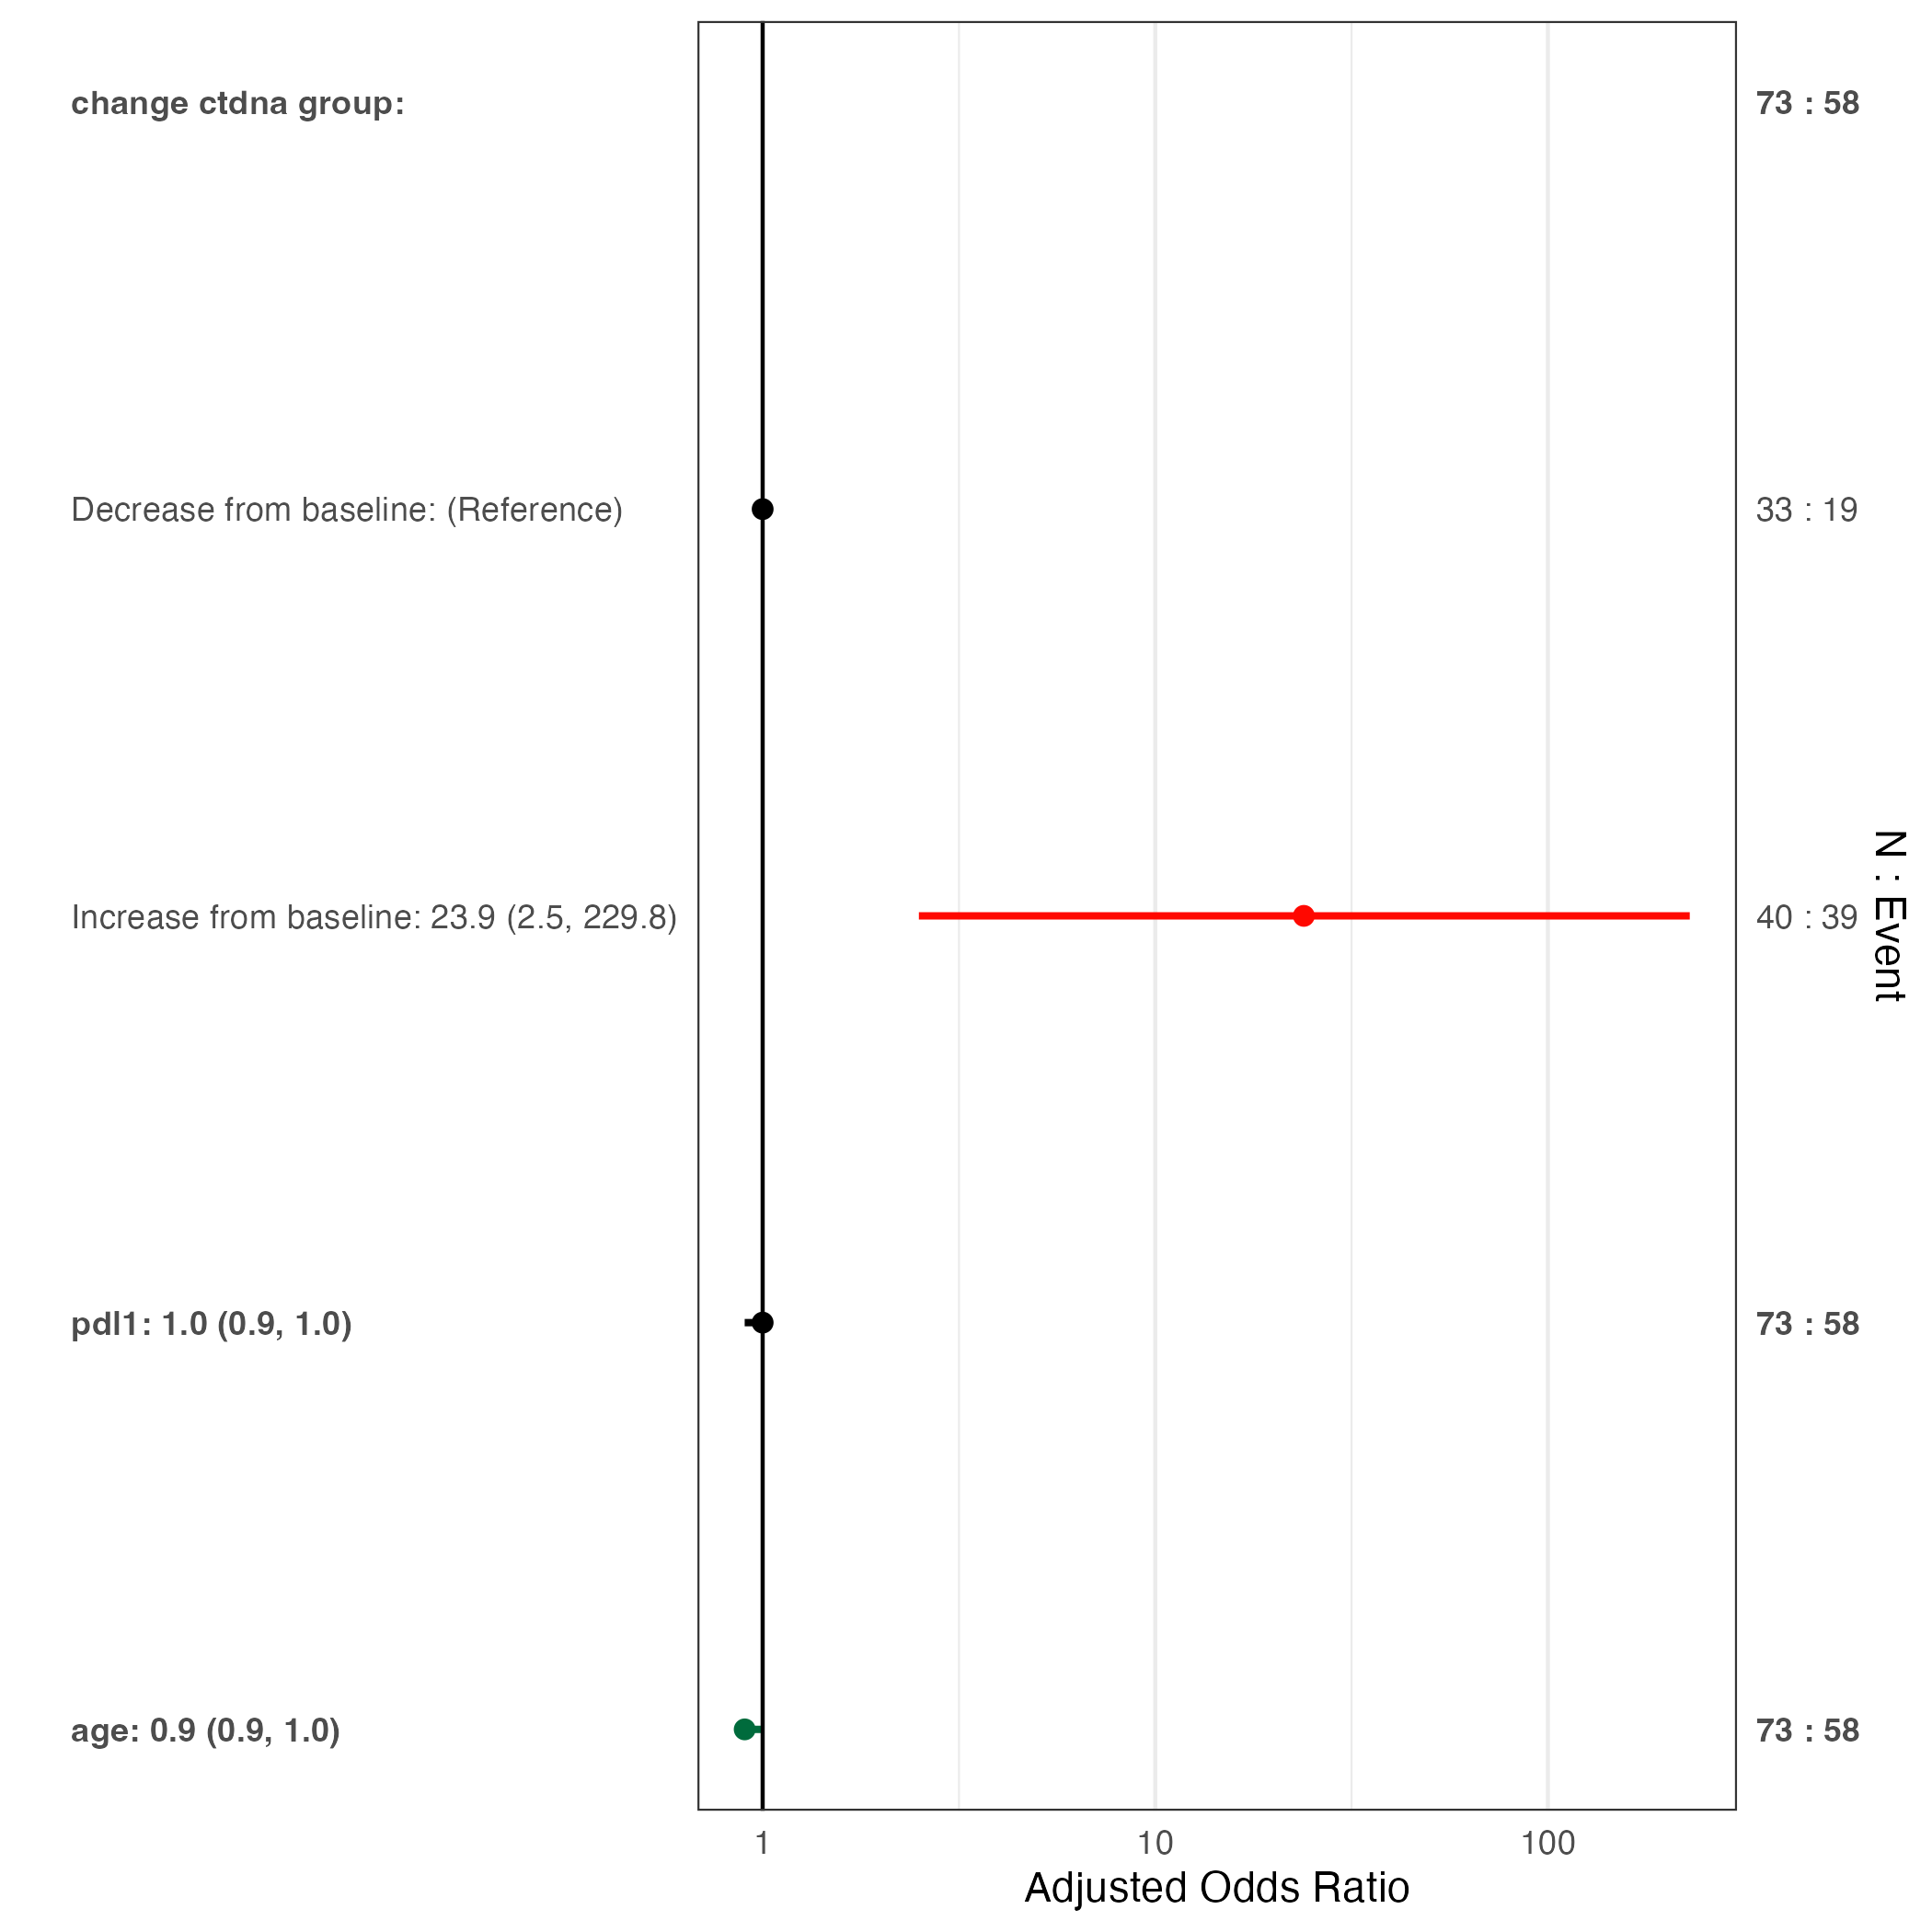 change ctdna group:
73 : 58
Decrease from baseline: (Reference)
33 : 19
Increase from baseline: 23.9 (2.5, 229.8)
40 : 39
pdl1: 1.0 (0.9, 1.0)
73 : 58
age: 0.9 (0.9, 1.0)
73 : 58
N : Event
1
10
100
Adjusted Odds Ratio